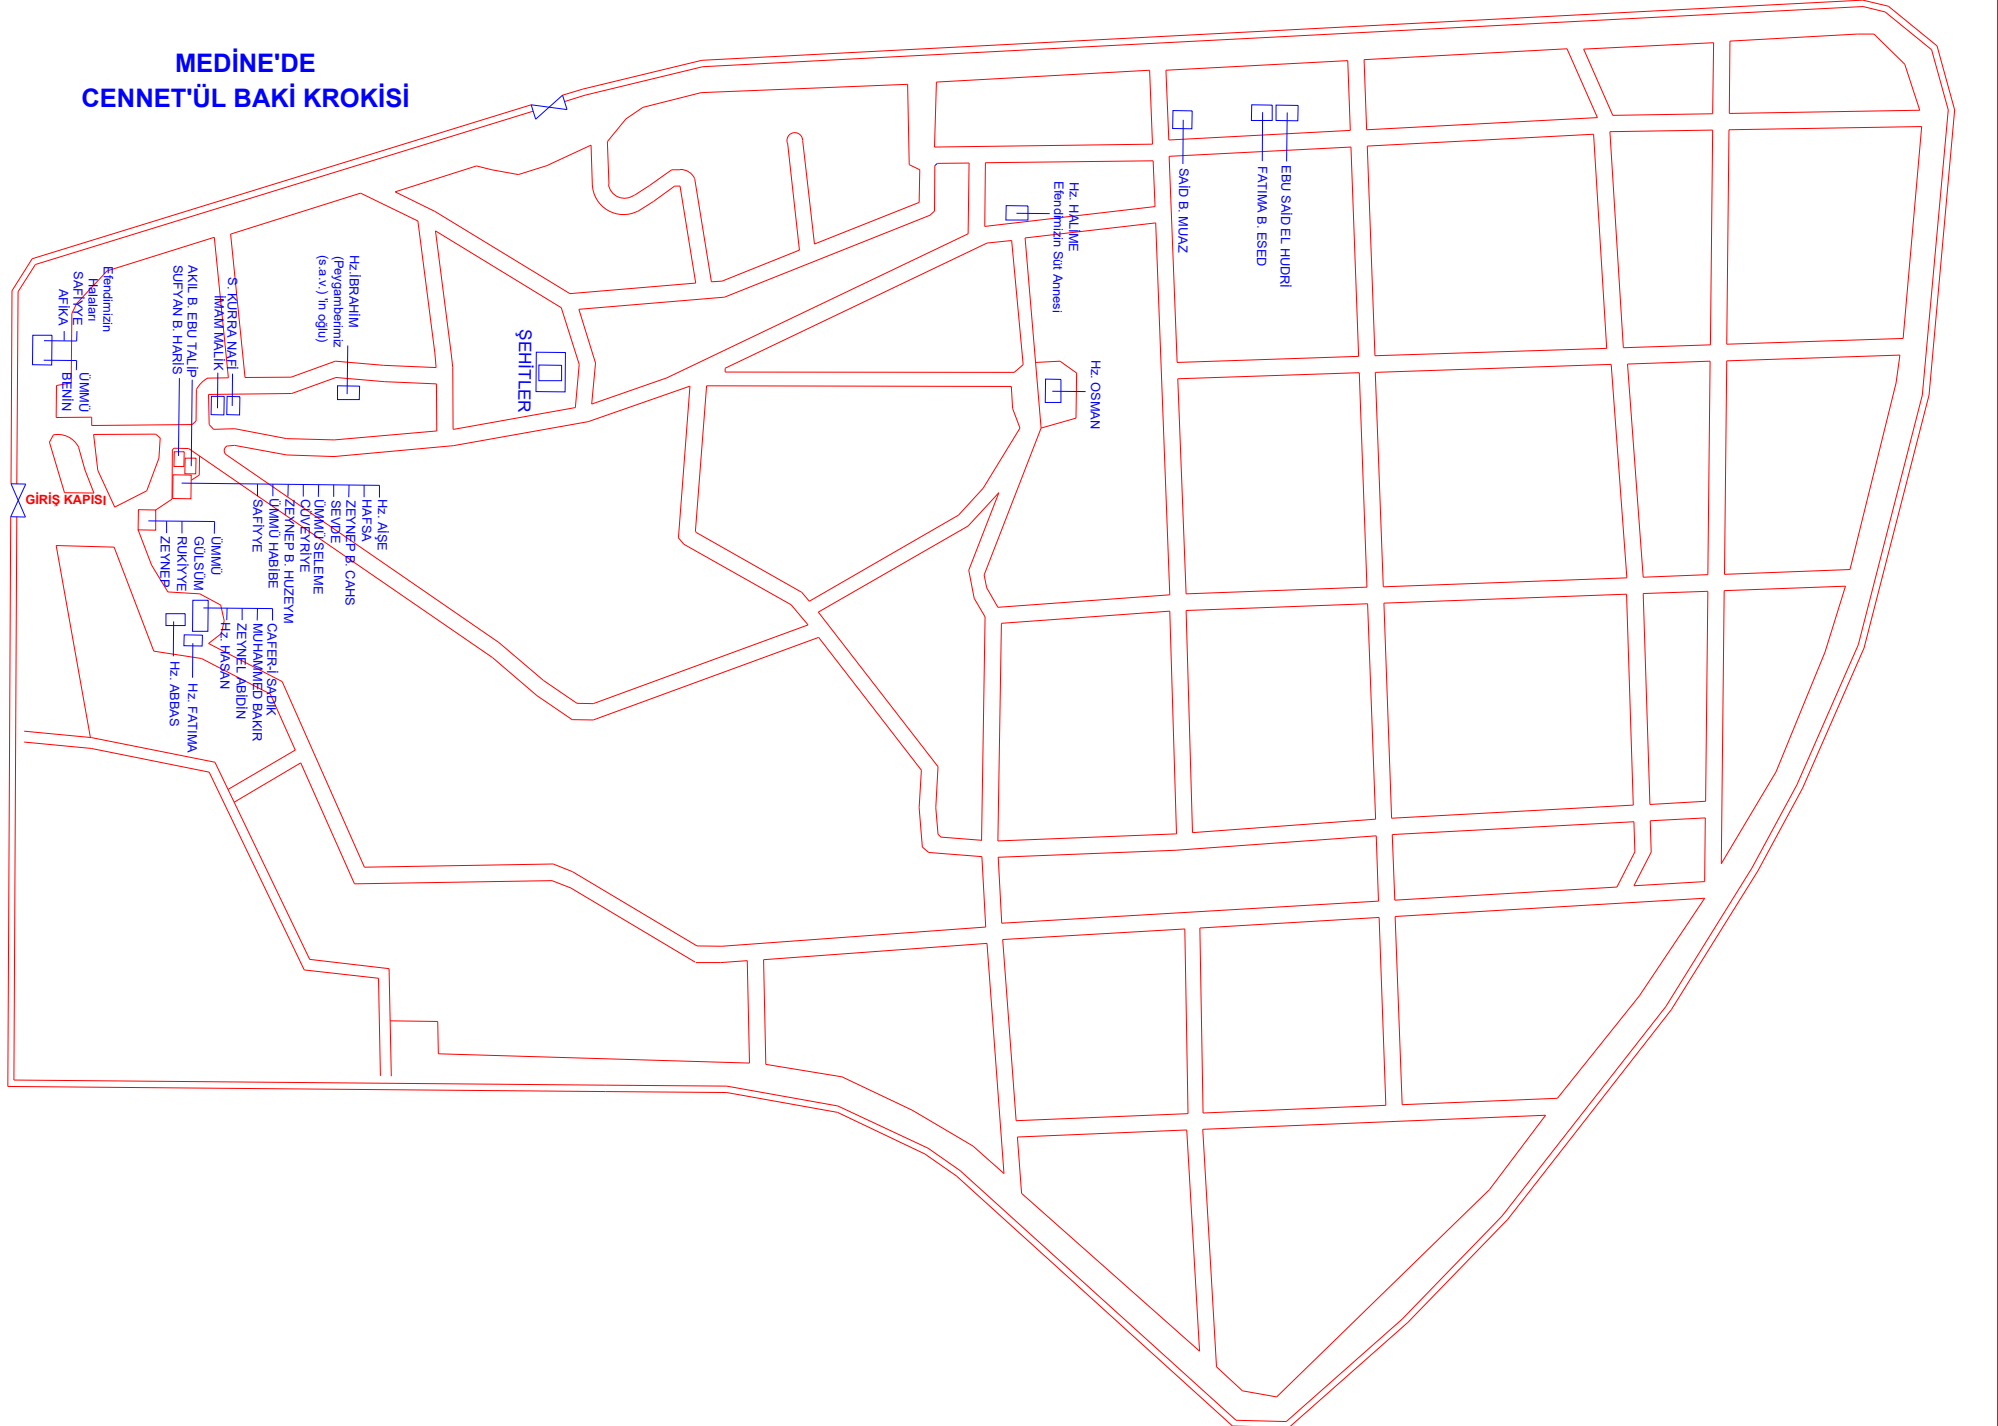 MEDİNE'DE
CENNET'ÜL BAKİ KROKİSİ
Efendimizin
Halaları
SAFİYYE
AFİKA
ÜMMÜ
BENİN
AKIL B. EBU TALİP
SUFYAN B. HARİS
S. KURRA NAFİ
İMAM MALİK
Hz.İBRAHİM
(Peygamberimiz
(s.a.v.) 'in oğlu)
ŞEHİTLER
Hz. HALİME
Efendimizin Süt Annesi
Hz. OSMAN
SAİD B. MUAZ
FATIMA B. ESED
EBU SAİD EL HUDRİ
GİRİŞ KAPISI
Hz. AİŞE
HAFSA
ZEYNEP B. CAHS
SEVDE
ÜMMÜ SELEME
CÜVEYRİYE
ZEYNEP B. HUZEYM
ÜMMÜ HABİBE
SAFİYYE
ÜMMÜ
GÜLSÜM
RUKİYYE
ZEYNEP
CAFER-İ SADIK
MUHAMMED BAKIR
ZEYNEL ABİDİN
Hz. HASAN
Hz. FATIMA
Hz. ABBAS